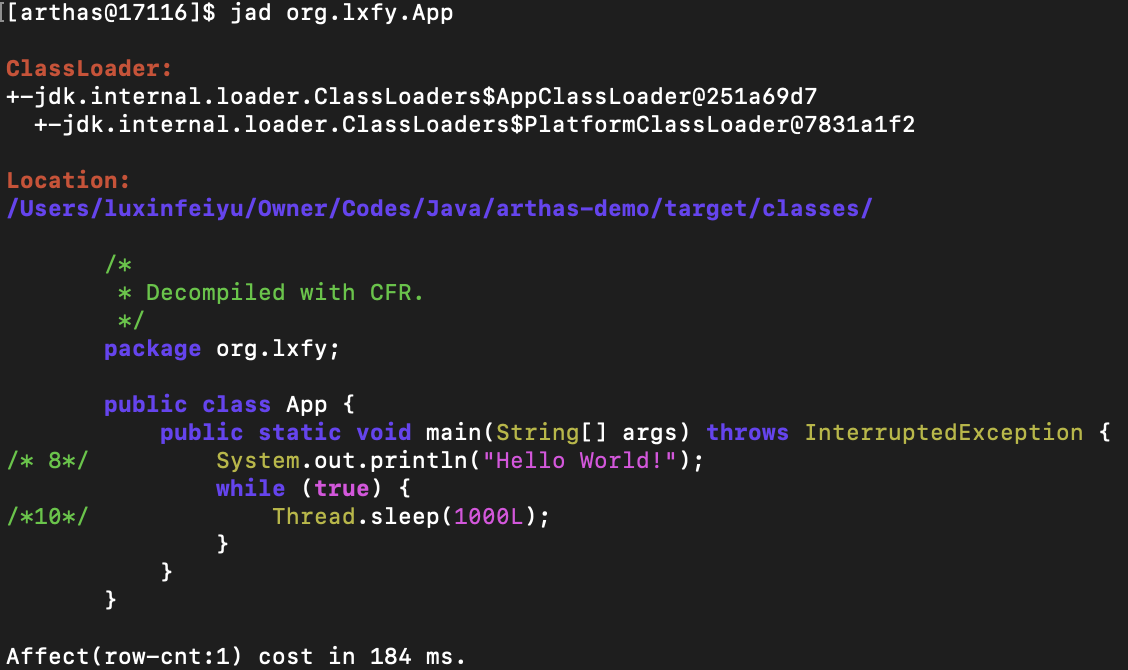 [[arthas@17116]$ jad org.lxfy.App
ClassLoader:
+-jdk.internal.loader.ClassLoaders$AppClassLoader@251a69d7
  +-jdk.internal.loader.ClassLoaders$PlatformClassLoader@7831a1f2
Location:
/Users/luxinfeiyu/Owner/Codes/Java/arthas-demo/target/classes/
       /*
        * Decompiled with CFR.
        */
       package org.lxfy;
       public class App {
           public static void main(String[] args) throws InterruptedException {
/* 8*/         System.out.println("Hello World!");
               while (true) {
/*10*/             Thread.sleep(1000L);
               }
           }
       }
Affect(row-cnt:1) cost in 184 ms.